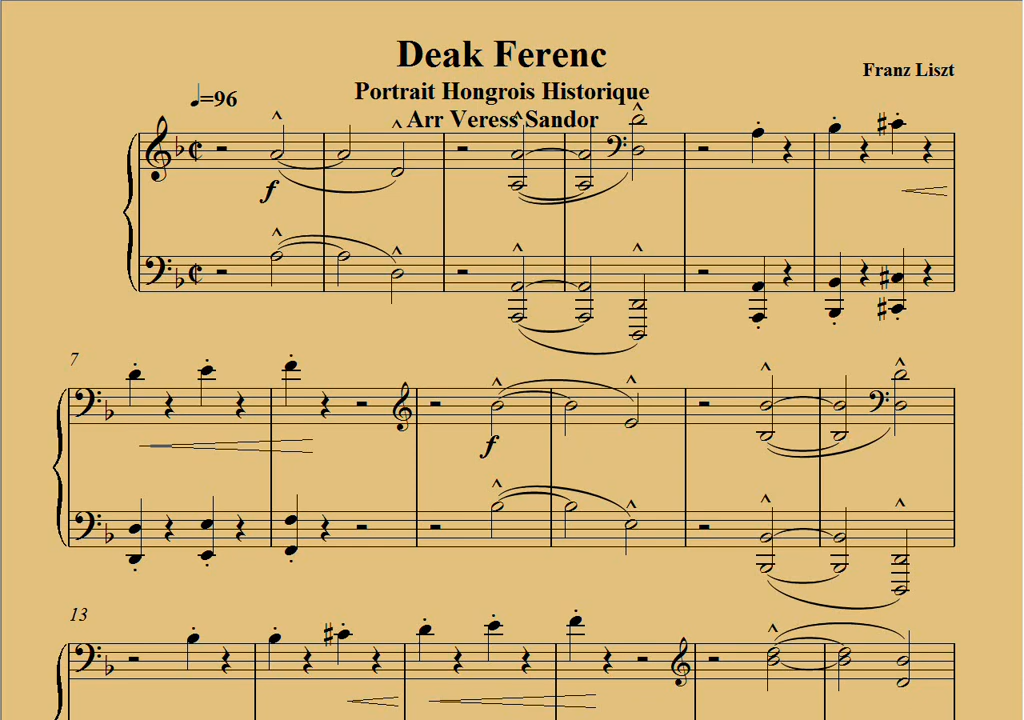 Deak Ferenc
Franz Liszt
Portrait Hongrois Historique
♩=96
Arr Veress Sandor
f
7
f
13